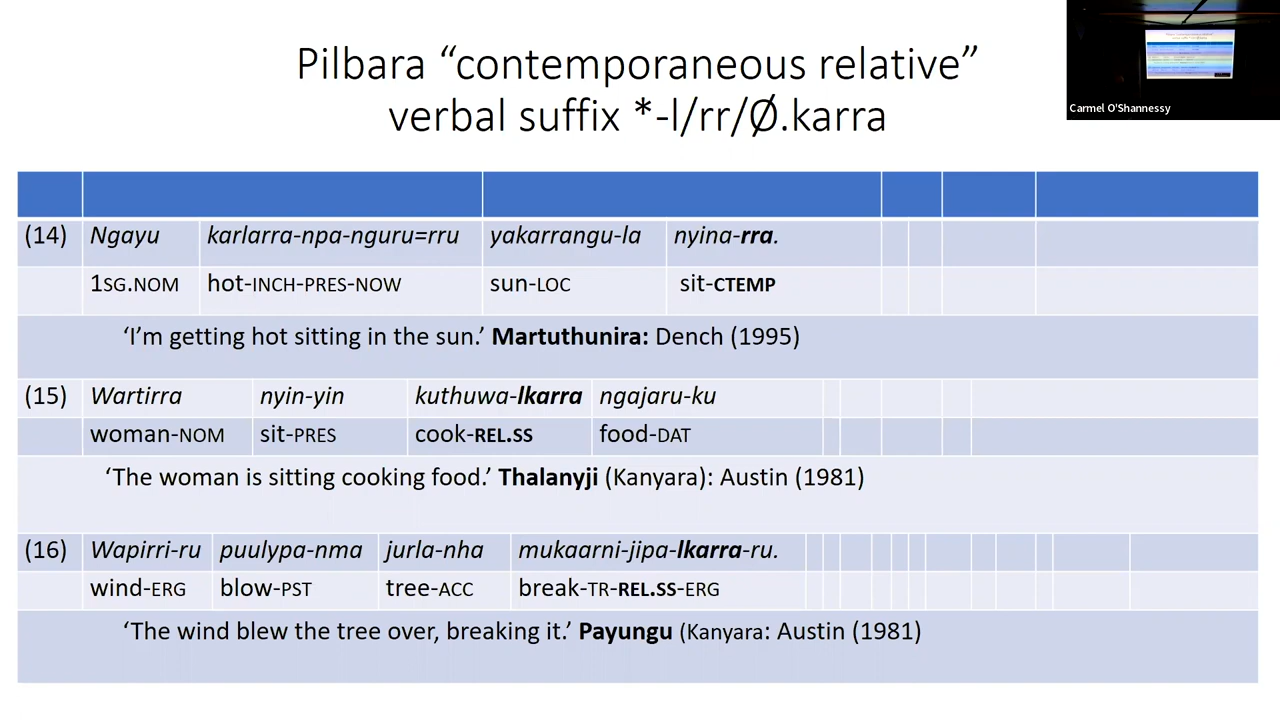 Pilbara “contemporaneous relative”
verbal suffix *-l/rr/Ø.karra
Carmel O'Shannessy
(14) Ngayu karlarra-npa-nguru=rru yakarrangu-la nyina-rra.
1SG.NOM hot-INCH-PRES-NOW sun-LOC sit-CTEMP
‘I’m getting hot sitting in the sun.’ Martuthunira: Dench (1995)
(15) Wartirra nyin-yin kuthuwa-lkarra ngajaru-ku
woman-NOM sit-PRES cook-REL.SS food-DAT
‘The woman is sitting cooking food.’ Thalanyji (Kanyara): Austin (1981)
(16) Wapirri-ru puulypa-nma jurla-nha mukaarni-jipa-lkarra-ru.
wind-ERG blow-PST tree-ACC break-TR-REL.SS-ERG
‘The wind blew the tree over, breaking it.’ Payungu (Kanyara: Austin (1981)